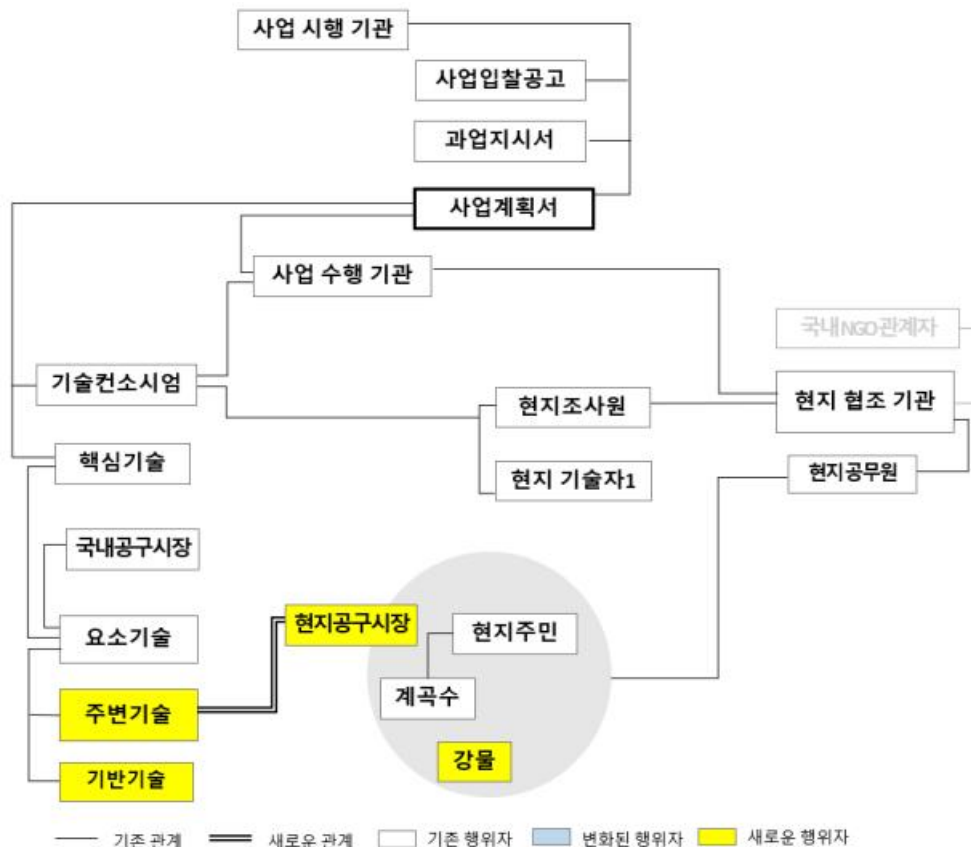 사업 시행 기관
사업입찰공고
과업지시서
사업계획서
사업 수행 기관
국내NGO관계자
기술컨소시엄
현지조사원
현지 협조 기관
핵심기술
현지 기술자1
현지공무원
국내공구시장
현지공구시장
현지주민
요소기술
계곡수
주변기술
강물
기반기술
기존 관계 새로운 관계 기존 행위자 변화된 행위자 새로운 행위자